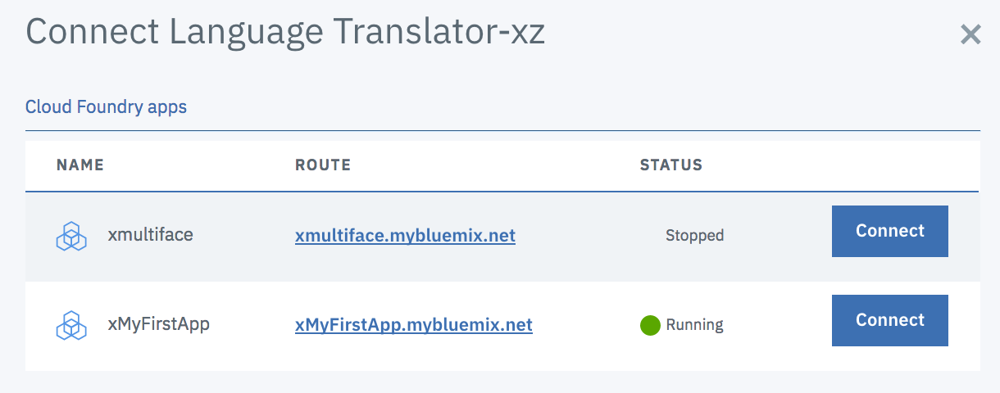 Connect Language Translator-xz
Cloud Foundry apps
NAME ROUTE STATUS
xmultiface xmultiface.mybluemix.net Stopped Connect
xMyFirstApp xMyFirstApp.mybluemix.net Running Connect